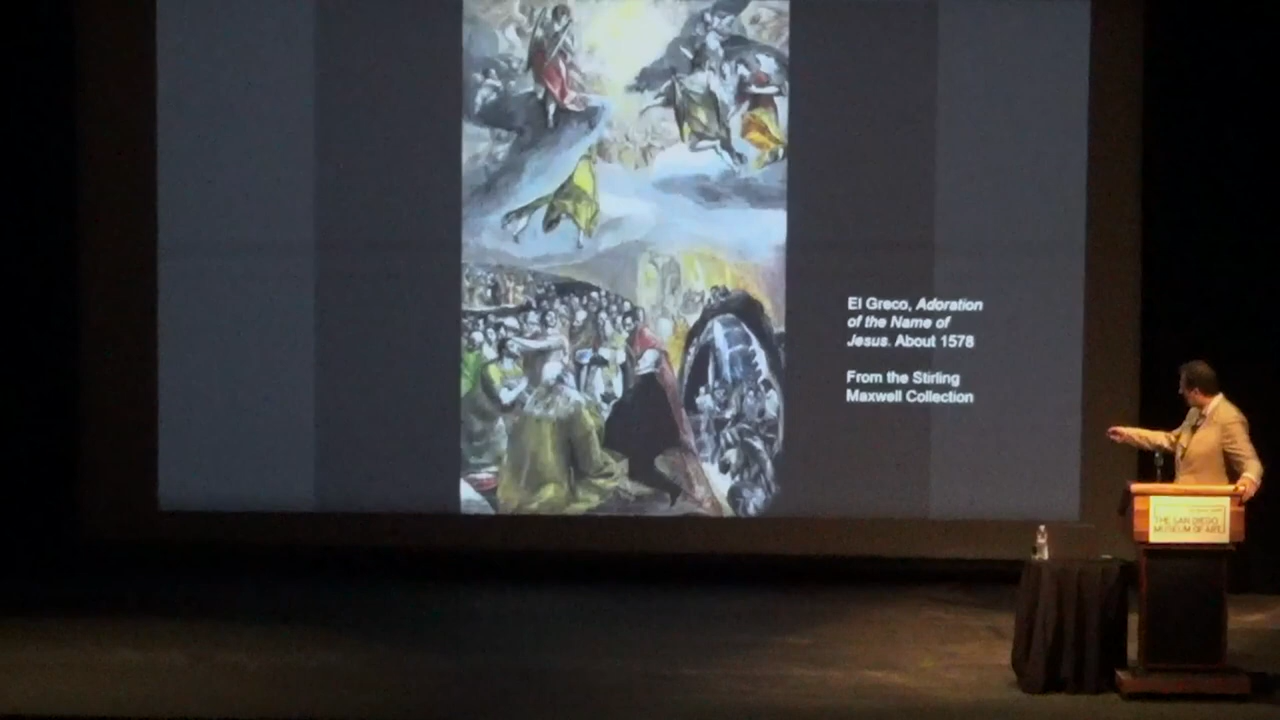 El Greco, Adoration
of the Name of
Jesus. About 1578
From the Stirling
Maxwell Collection
THE SAN DIEGO
MUSEUM OF ART